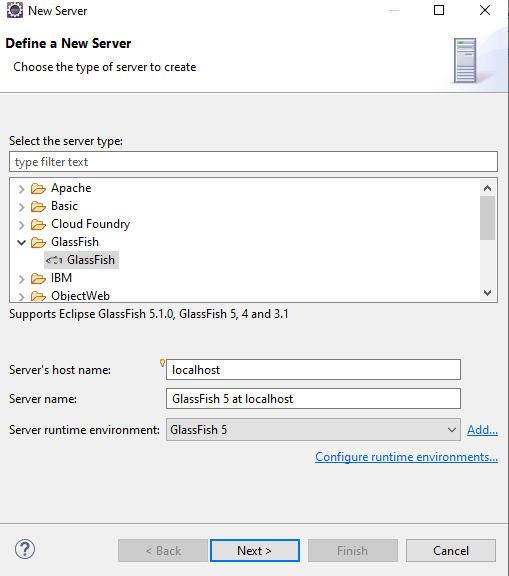 New Server
Define a New Server
Choose the type of server to create
Select the server type:
type filter text
Apache
Basic
Cloud Foundry
GlassFish
GlassFish
IBM
ObjectWeb
Supports Eclipse GlassFish 5.1.0, GlassFish 5, 4 and 3.1
Server's host name: localhost
Server name: GlassFish 5 at localhost
Server runtime environment: GlassFish 5 Add...
Configure runtime environments...
? < Back Next > Finish Cancel